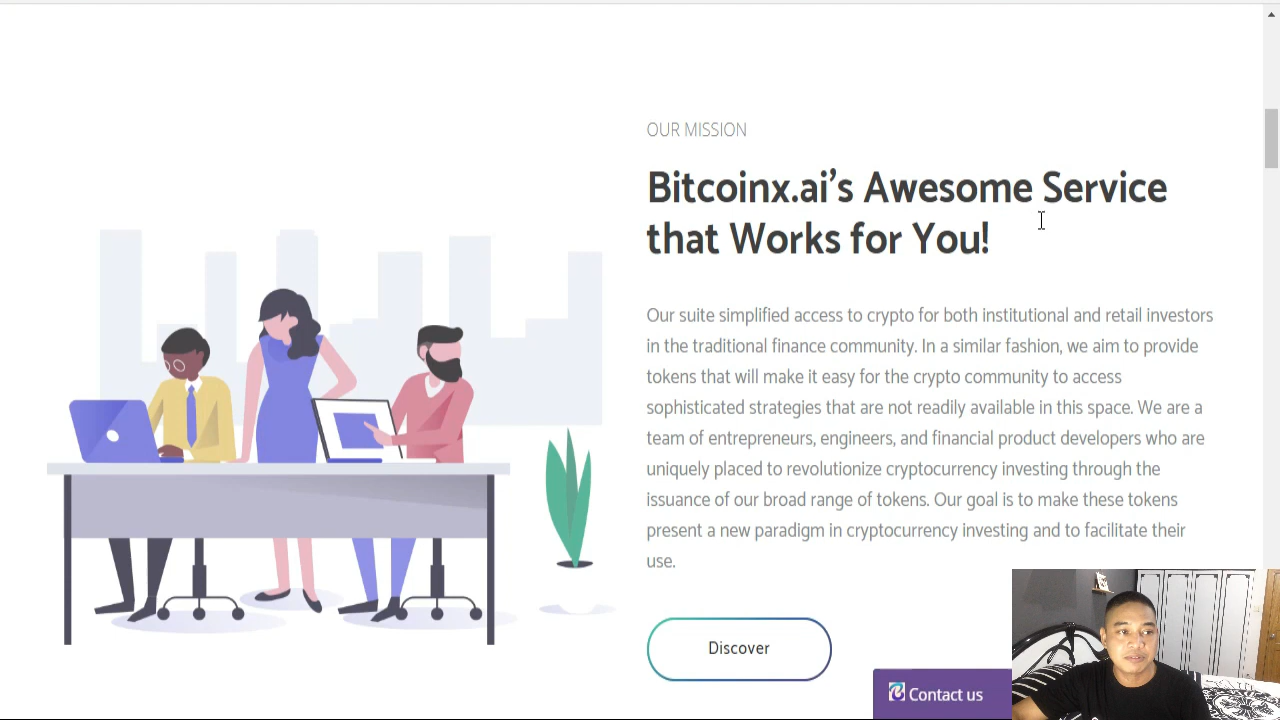 OUR MISSION
Bitcoinx.ai’s Awesome Service
that Works for You!
Our suite simplified access to crypto for both institutional and retail investors
in the traditional finance community. In a similar fashion, we aim to provide
tokens that will make it easy for the crypto community to access
sophisticated strategies that are not readily available in this space. We are a
team of entrepreneurs, engineers, and financial product developers who are
uniquely placed to revolutionize cryptocurrency investing through the
issuance of our broad range of tokens. Our goal is to make these tokens
present a new paradigm in cryptocurrency investing and to facilitate their
use.
Discover
Contact us